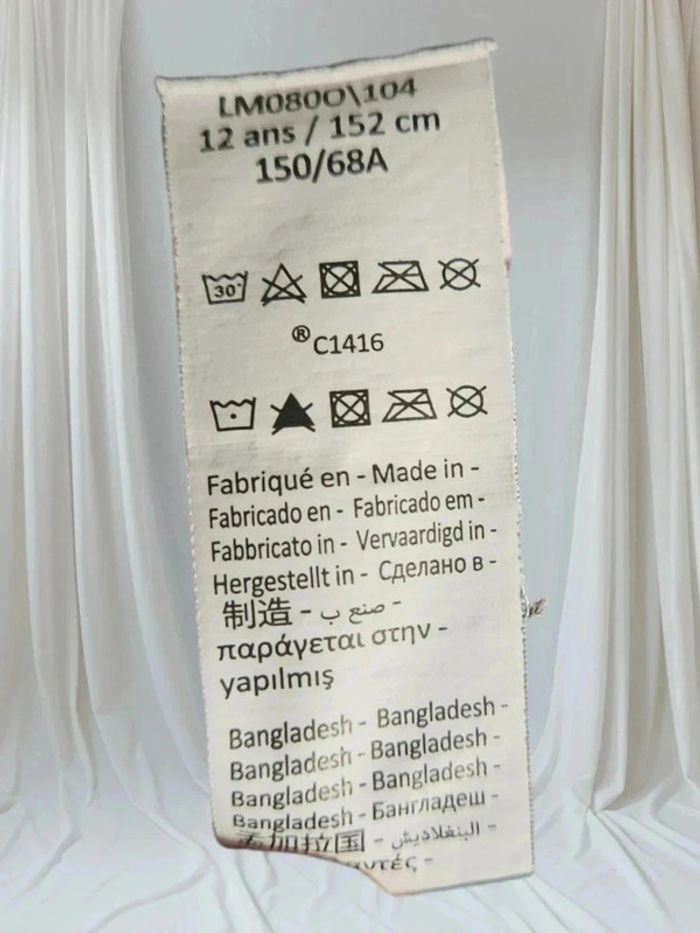 LM080O\104
12 ans / 152 cm
150/68A
30°
®C1416
Fabriqué en - Made in -
Fabricado en - Fabricado em -
Fabbricato in - Vervaardigd in -
Hergestellt in - Сделано в -
制造 - صنع ب -
παράγεται στην -
yapılmış
Bangladesh - Bangladesh -
Bangladesh - Bangladesh -
Bangladesh - Bangladesh -
Bangladesh - Бангладеш -
孟加拉国 - البنغلاديش -